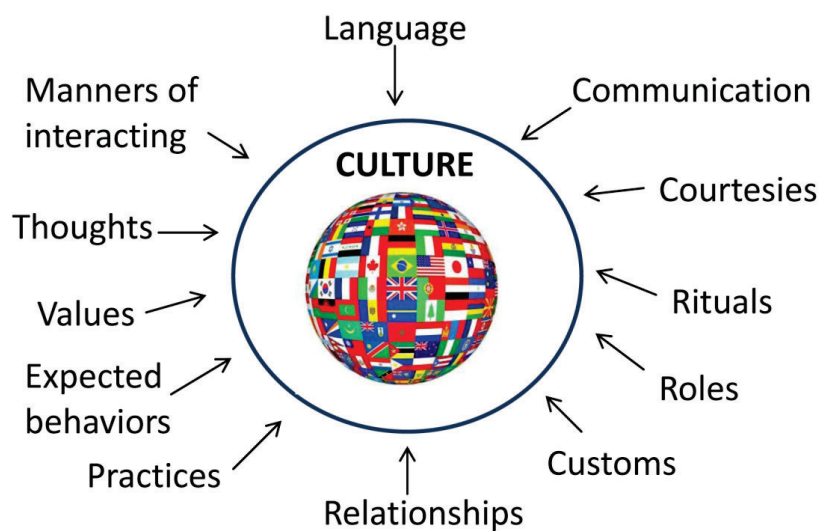 Language
Manners of
interacting
Communication
CULTURE
Courtesies
Thoughts
Values
Rituals
Expected
behaviors
Roles
Practices
Customs
Relationships